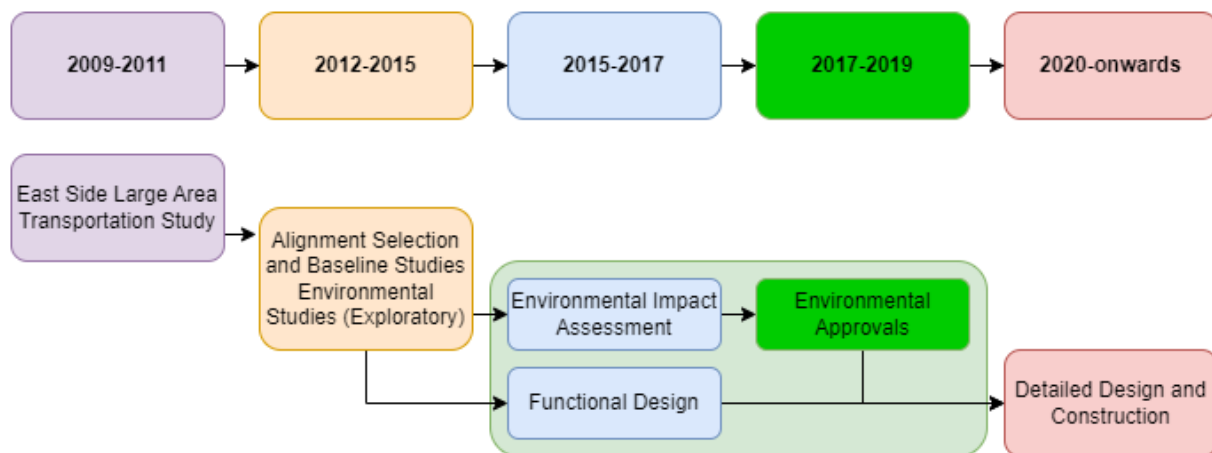 2009-2011
2012-2015
2015-2017
2017-2019
2020-onwards
East Side Large Area
Transportation Study
Alignment Selection
and Baseline Studies
Environmental
Studies (Exploratory)
Environmental Impact
Assessment
Environmental
Approvals
Functional Design
Detailed Design and
Construction